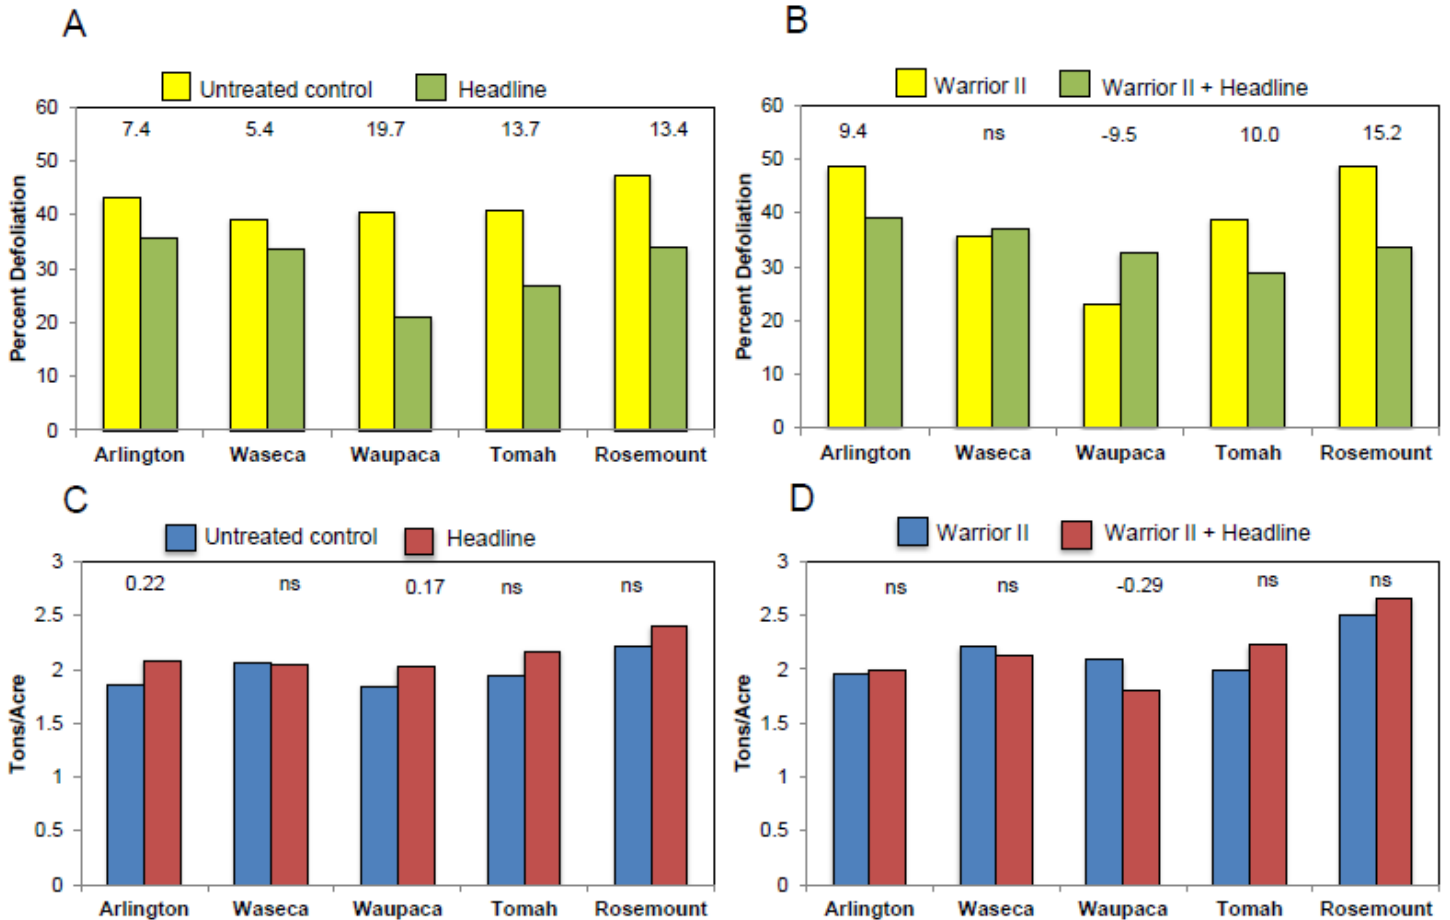 A
Untreated control Headline
60
50
40
30
20
10
0
Percent Defoliation
7.4 5.4 19.7 13.7 13.4
Arlington Waseca Waupaca Tomah Rosemount
B
Warrior II Warrior II + Headline
60
50
40
30
20
10
0
Percent Defoliation
9.4 ns -9.5 10.0 15.2
Arlington Waseca Waupaca Tomah Rosemount
C
Untreated control Headline
3
2.5
2
1.5
1
0.5
0
Tons/Acre
0.22 ns 0.17 ns ns
Arlington Waseca Waupaca Tomah Rosemount
D
Warrior II Warrior II + Headline
3
2.5
2
1.5
1
0.5
0
Tons/Acre
ns ns -0.29 ns ns
Arlington Waseca Waupaca Tomah Rosemount